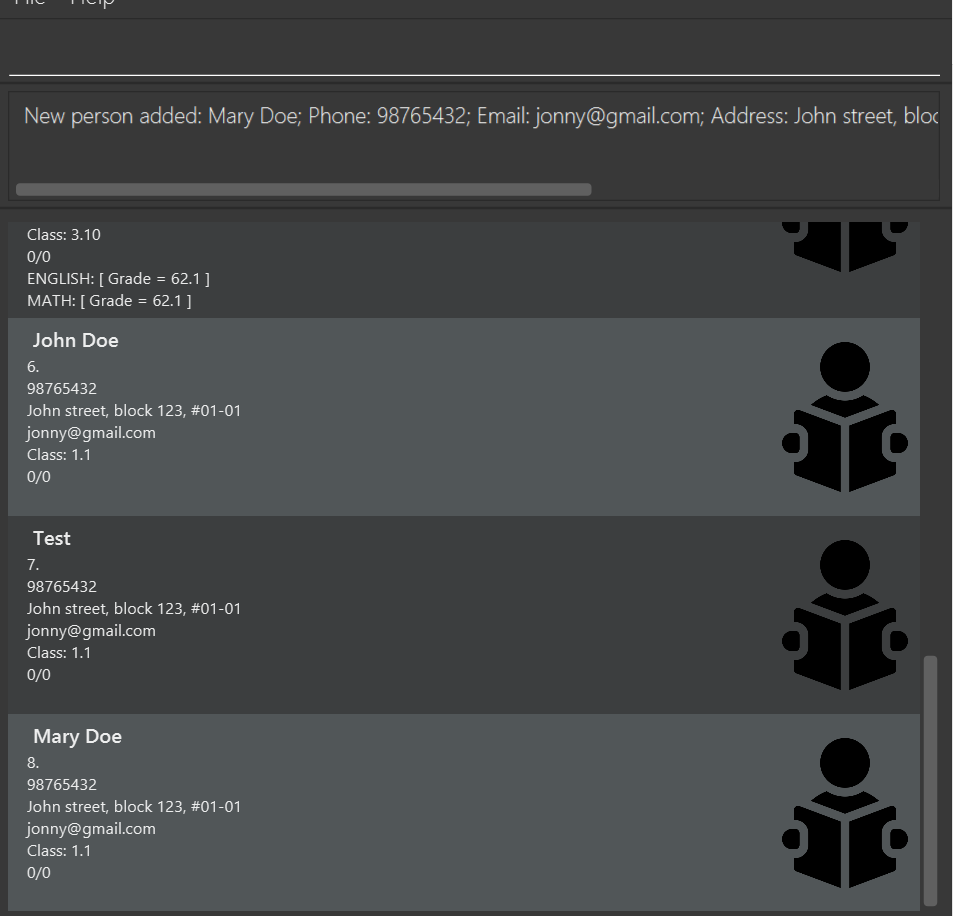 File Help
New person added: Mary Doe; Phone: 98765432; Email: jonny@gmail.com; Address: John street, bloc
Class: 3.10
0/0
ENGLISH: [ Grade = 62.1 ]
MATH: [ Grade = 62.1 ]
John Doe
6.
98765432
John street, block 123, #01-01
jonny@gmail.com
Class: 1.1
0/0
Test
7.
98765432
John street, block 123, #01-01
jonny@gmail.com
Class: 1.1
0/0
Mary Doe
8.
98765432
John street, block 123, #01-01
jonny@gmail.com
Class: 1.1
0/0